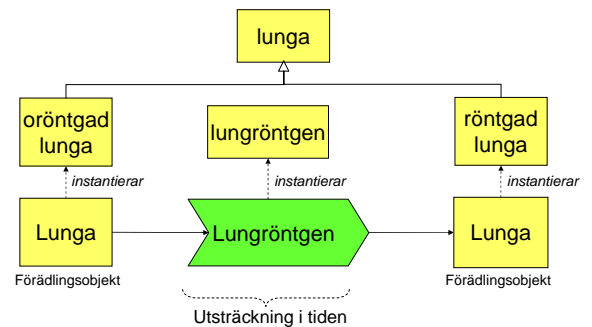 lunga
oröntgad
lunga
lungröntgen
röntgad
lunga
instantierar
instantierar
instantierar
Lunga
Lungröntgen
Lunga
Förädlingsobjekt
Förädlingsobjekt
Utsträckning i tiden